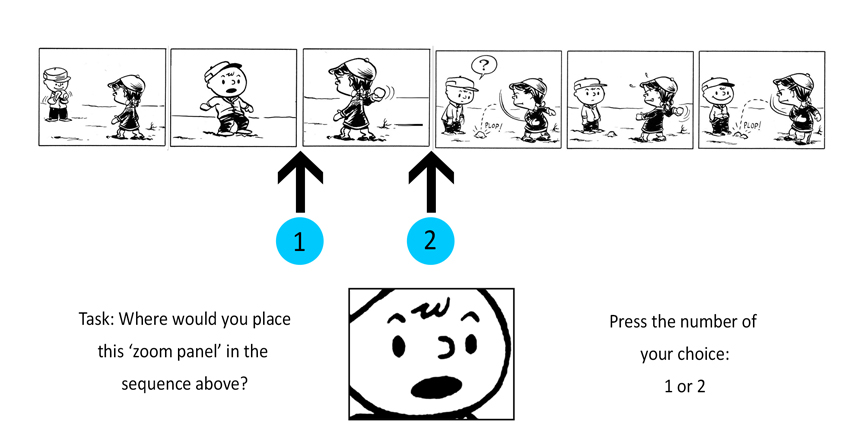 ?
PLOP!
PLOP!
1
2
Task: Where would you place
this ‘zoom panel’ in the
sequence above?
Press the number of
your choice:
1 or 2